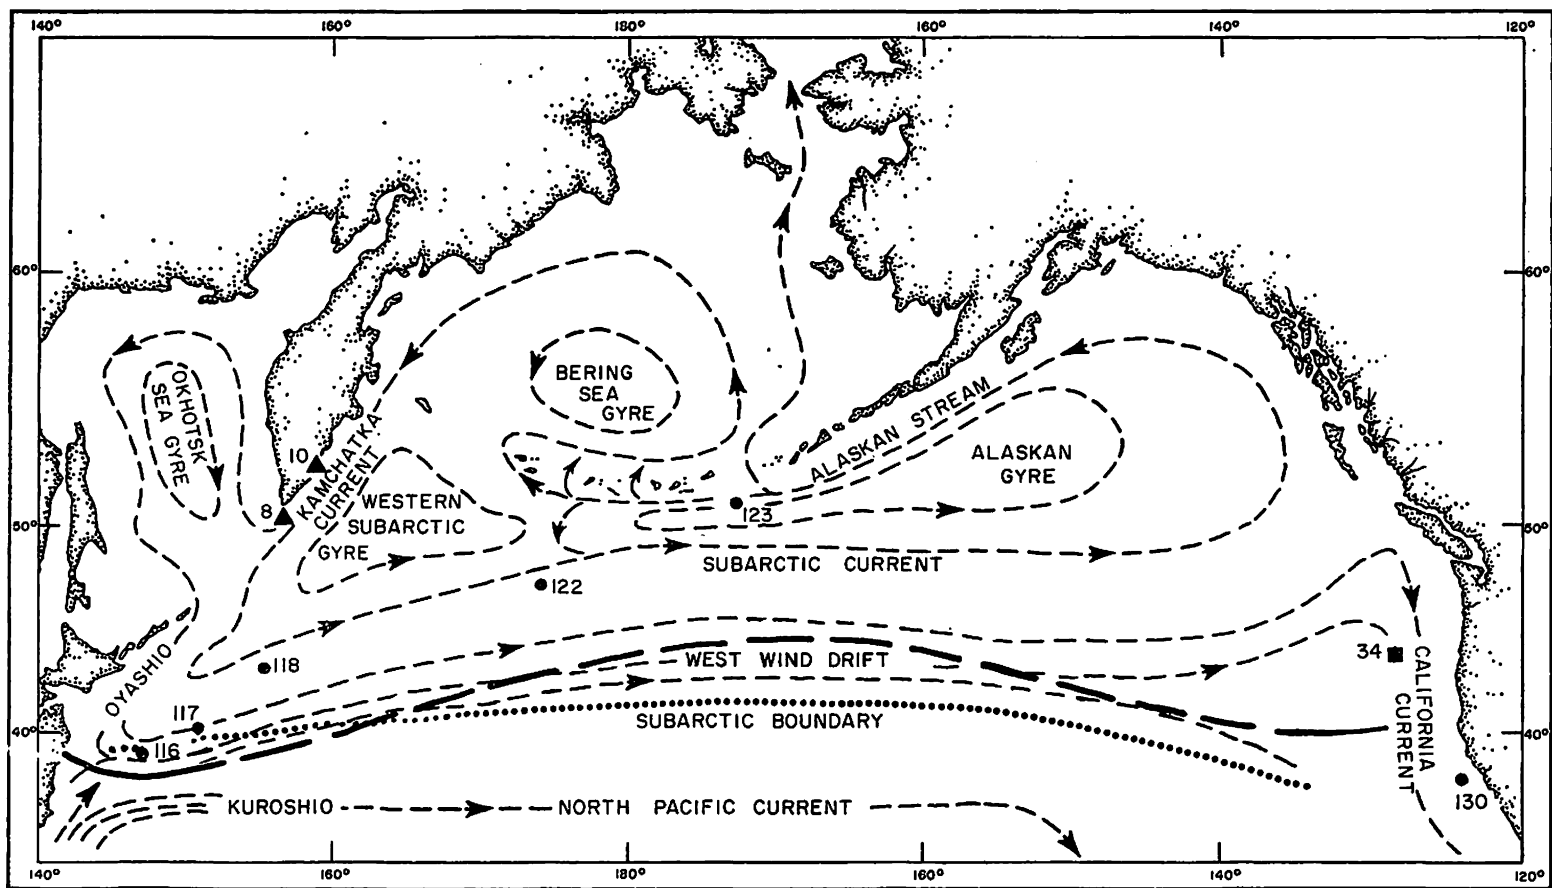 140° 160° 180° 160° 140° 120°
60° 60°
OKHOTSK
SEA GYRE
BERING
SEA
GYRE
10
KAMCHATKA
CURRENT
8
WESTERN
SUBARCTIC
GYRE
ALASKAN STREAM
ALASKAN
GYRE
50° 50°
123
SUBARCTIC CURRENT
122
118
OYASHIO
WEST WIND DRIFT
34
CALIFORNIA
CURRENT
117
SUBARCTIC BOUNDARY
40° 40°
116
130
KUROSHIO NORTH PACIFIC CURRENT
140° 160° 180° 160° 140° 120°